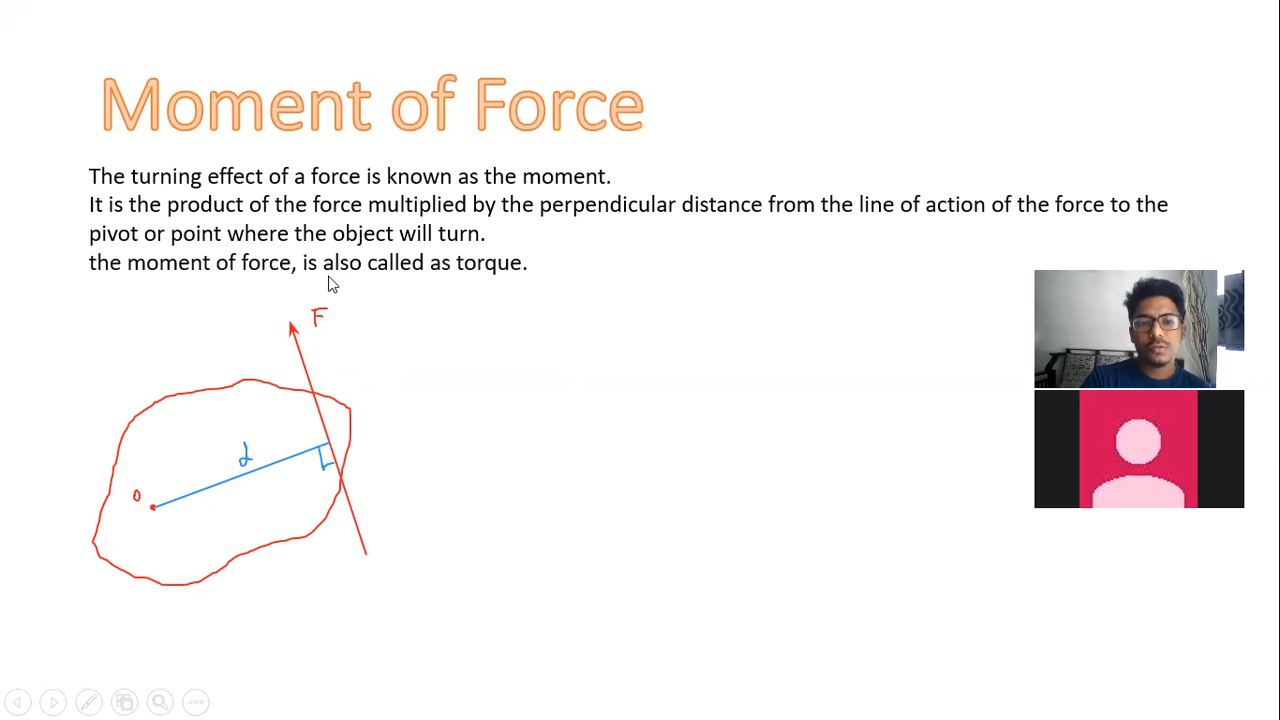 Moment of Force
The turning effect of a force is known as the moment.
It is the product of the force multiplied by the perpendicular distance from the line of action of the force to the
pivot or point where the object will turn.
the moment of force, is also called as torque.
F
d
O